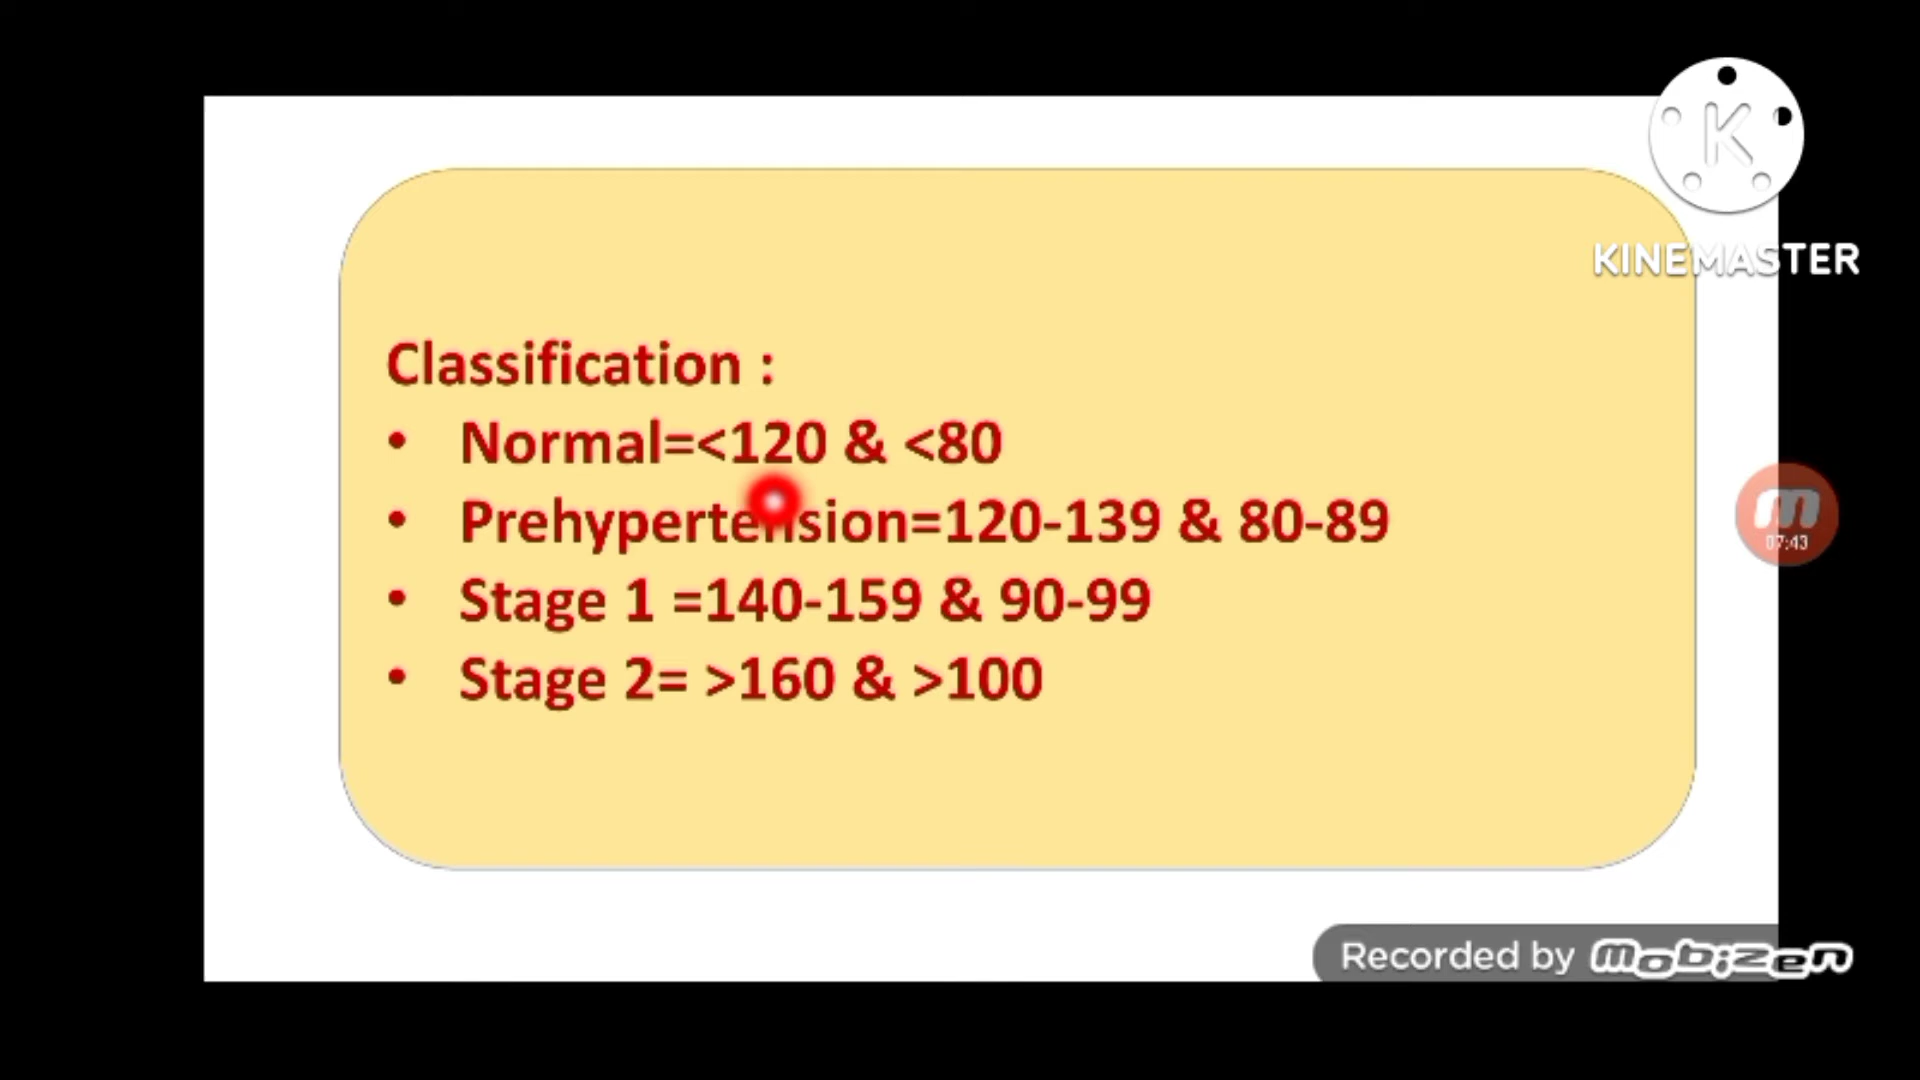 K
KINEMASTER
Classification :
• Normal=<120 & <80
• Prehypertension=120-139 & 80-89
• Stage 1 =140-159 & 90-99
• Stage 2= >160 & >100
m
07:43
Recorded by mobizen